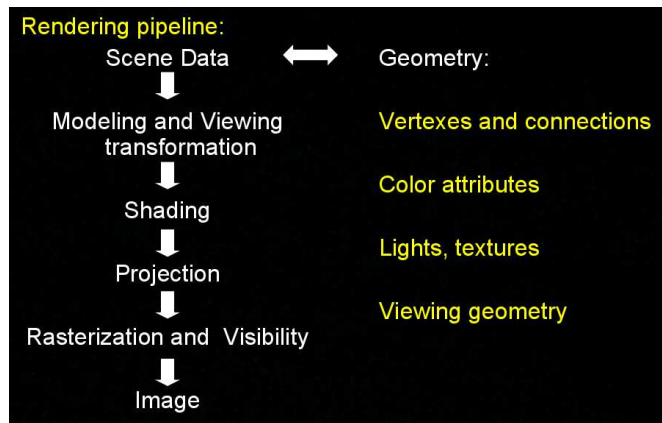 Rendering pipeline:
Scene Data
Modeling and Viewing
transformation
Shading
Projection
Rasterization and Visibility
Image
Geometry:
Vertexes and connections
Color attributes
Lights, textures
Viewing geometry